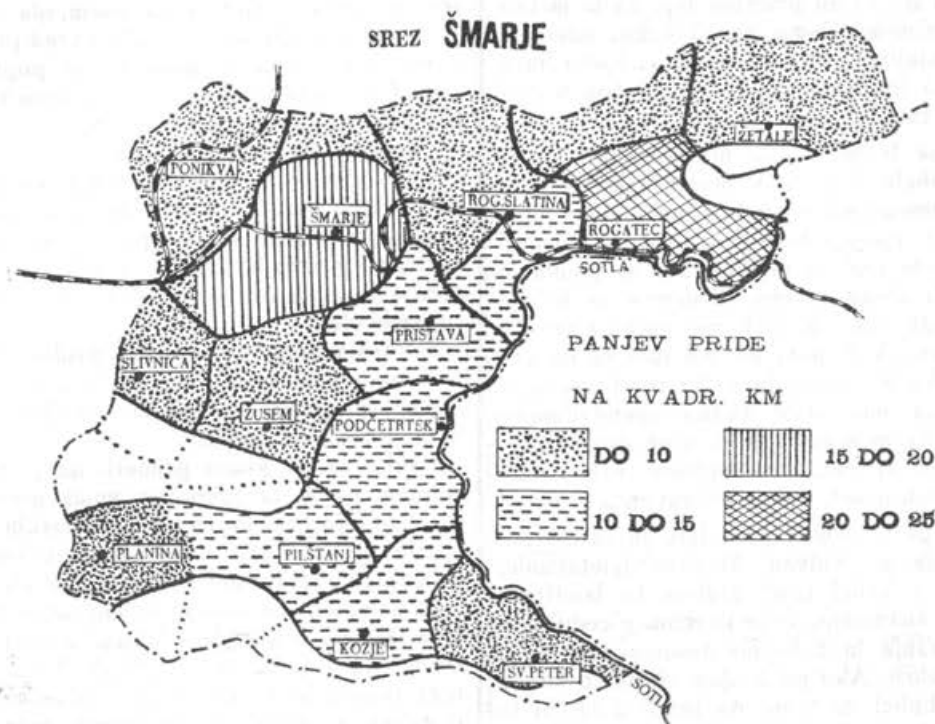 SREZ ŠMARJE
ŽETALE
PONIKVA
ROG.SLATINA
ŠMARJE
ROGATEC
SOTLA
PRISTAVA
SLIVNICA
ŽUSEM
PODČETRTEK
PLANINA
PILŠTANJ
KOZJE
SV. PETER
SOTLA
PANJEV PRIDE
NA KVADR. KM
DO 10
15 DO 20
10 DO 15
20 DO 25